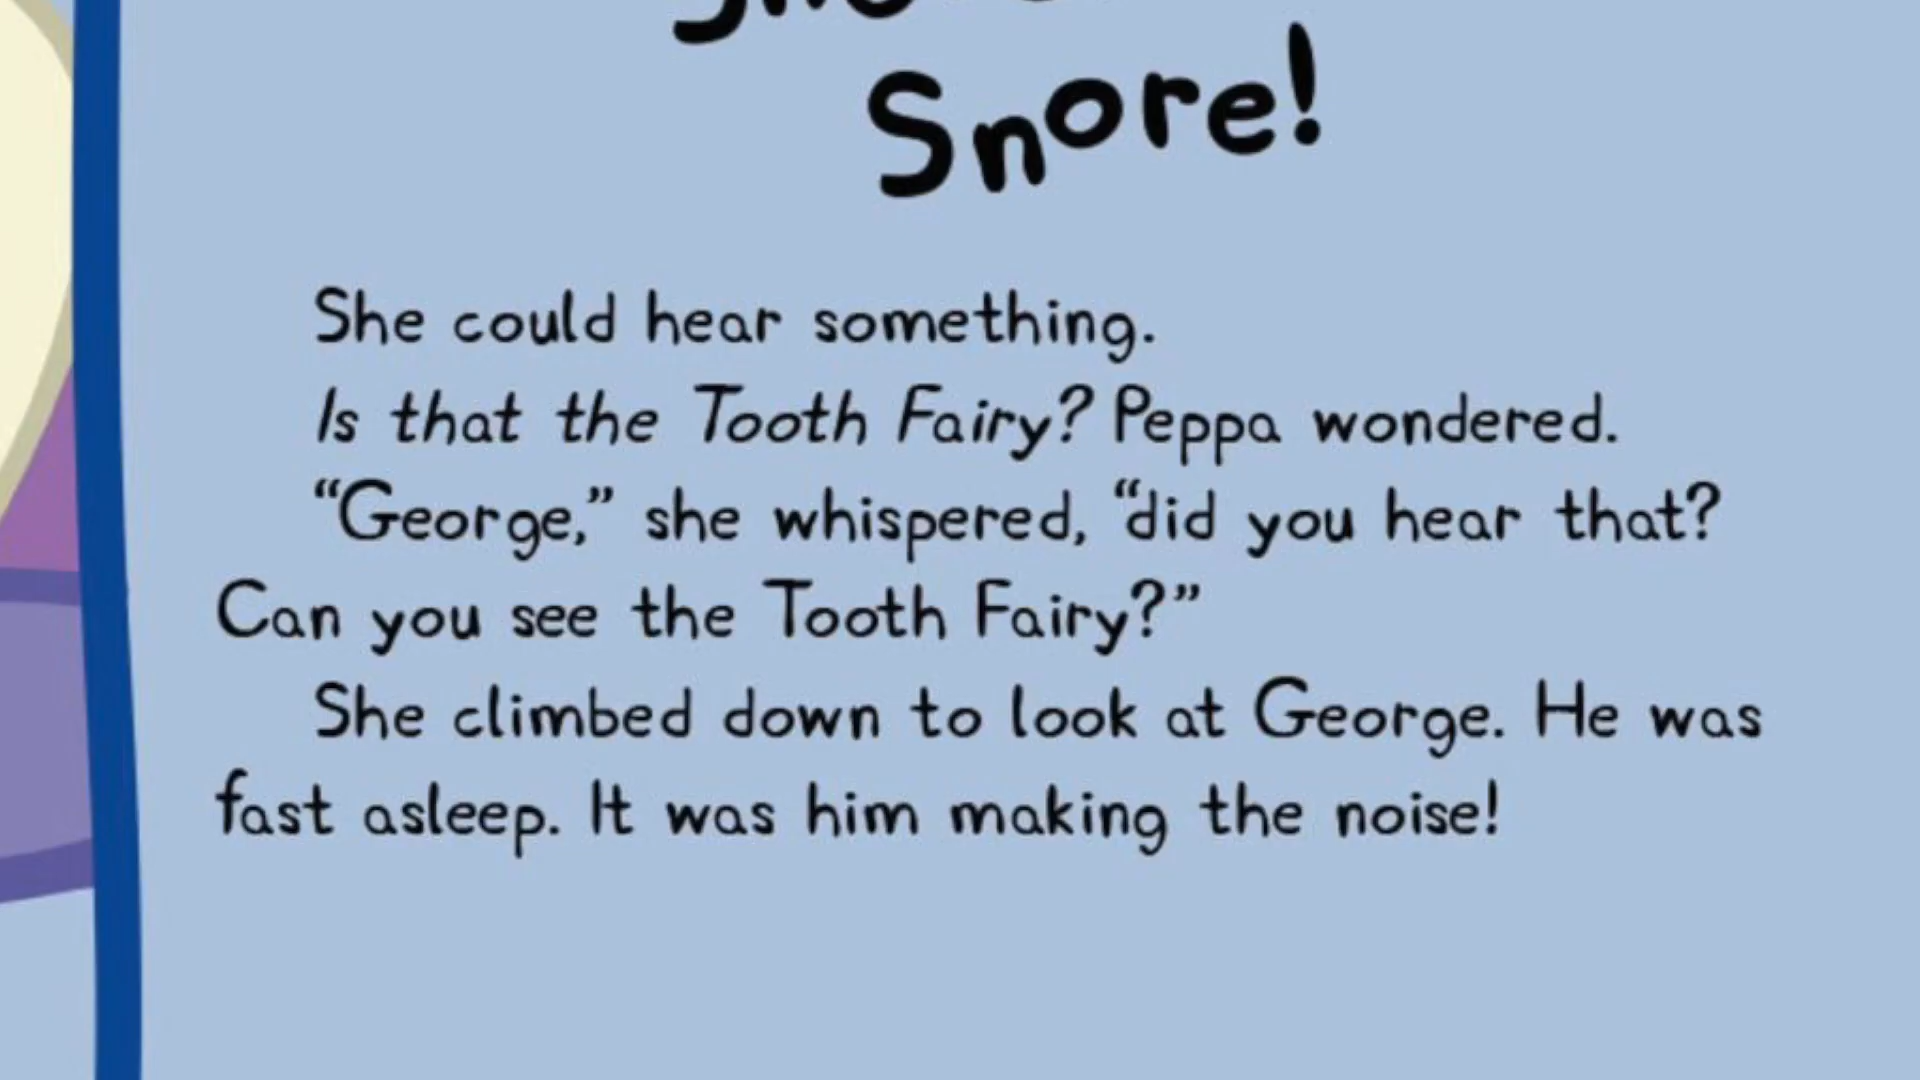 Snore!
She could hear something.
Is that the Tooth Fairy? Peppa wondered.
“George,” she whispered, “did you hear that?
Can you see the Tooth Fairy?”
She climbed down to look at George. He was
fast asleep. It was him making the noise!